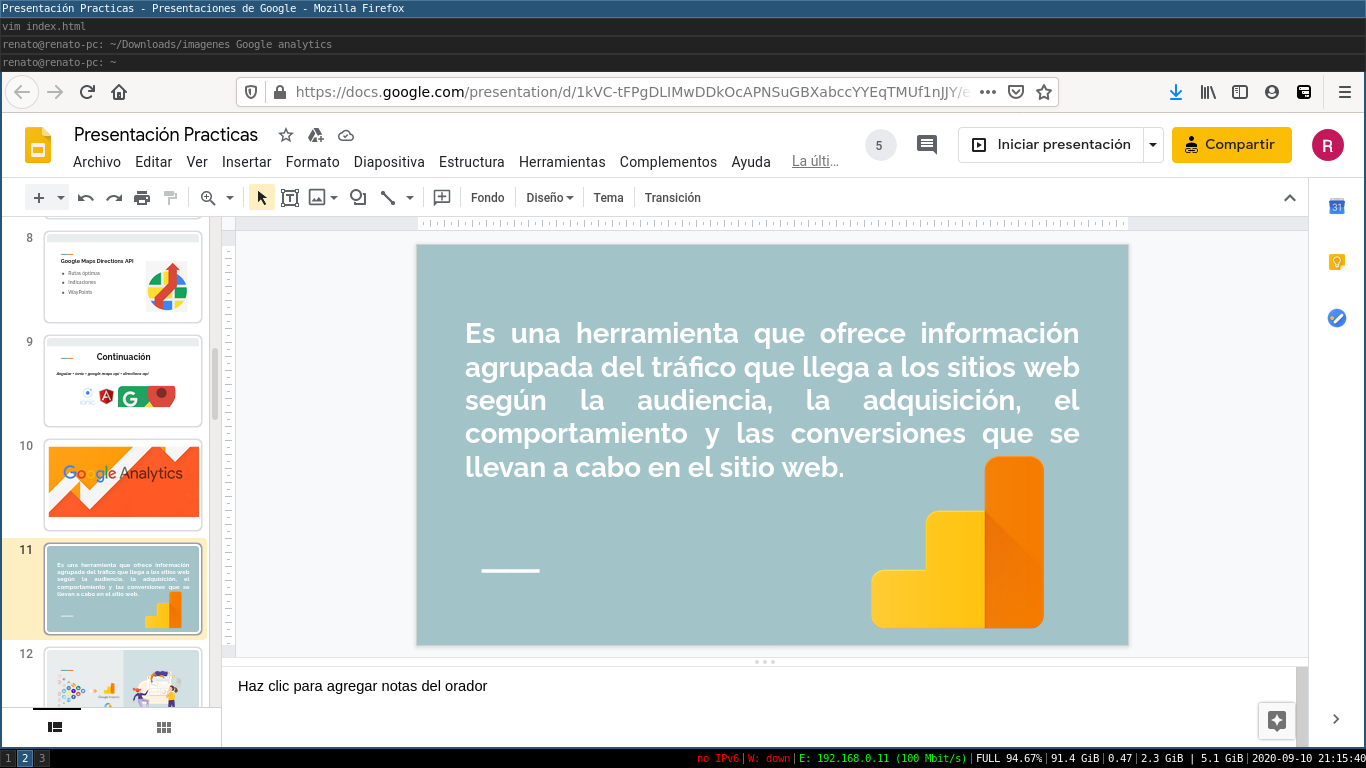 Presentación Practicas - Presentaciones de Google - Mozilla Firefox
vim index.html
renato@renato-pc: ~/Downloads/imagenes Google analytics
renato@renato-pc: ~
https://docs.google.com/presentation/d/1kVC-tFPgDLIMwDDkOcAPNSuGBXabccYYEqTMUf1nJJY/e
Presentación Practicas
5
Iniciar presentación
Compartir
R
Archivo Editar Ver Insertar Formato Diapositiva Estructura Herramientas Complementos Ayuda La últi...
Fondo Diseño Tema Transición
31
8
Google Maps Directions API
Rutas óptimas
Indicaciones
WayPoints
9
Continuación
Angular + ionic + google maps api + directions api
10
Google Analytics
11
Es una herramienta que ofrece información
agrupada del tráfico que llega a los sitios web
según la audiencia, la adquisición, el
comportamiento y las conversiones que se
llevan a cabo en el sitio web.
12
Es una herramienta que ofrece información
agrupada del tráfico que llega a los sitios web
según la audiencia, la adquisición, el
comportamiento y las conversiones que se
llevan a cabo en el sitio web.
Haz clic para agregar notas del orador
1 2 3
no IPv6|W: down|E: 192.168.0.11 (100 Mbit/s)|FULL 94.67%|91.4 GiB|0.47|2.3 GiB | 5.1 GiB|2020-09-10 21:15:40